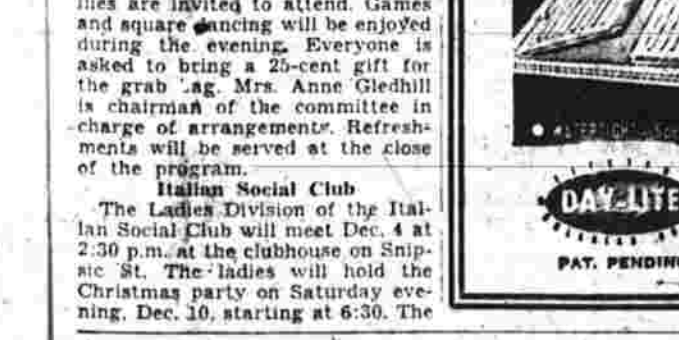 ilies are invited to attend. Games
and square dancing will be enjoyed
during the evening. Everyone is
asked to bring a 25-cent gift for
the grab bag. Mrs. Anne Gledhill
is chairman of the committee in
charge of arrangements. Refresh-
ments will be served at the close
of the program.
Italian Social Club
The Ladies Division of the Ital-
ian Social Club will meet Dec. 4 at
2:30 p.m. at the clubhouse on Snip-
sic St. The ladies will hold the
Christmas party on Saturday eve-
ning, Dec. 10, starting at 6:30. The
DAY-LITE
PAT. PENDIN